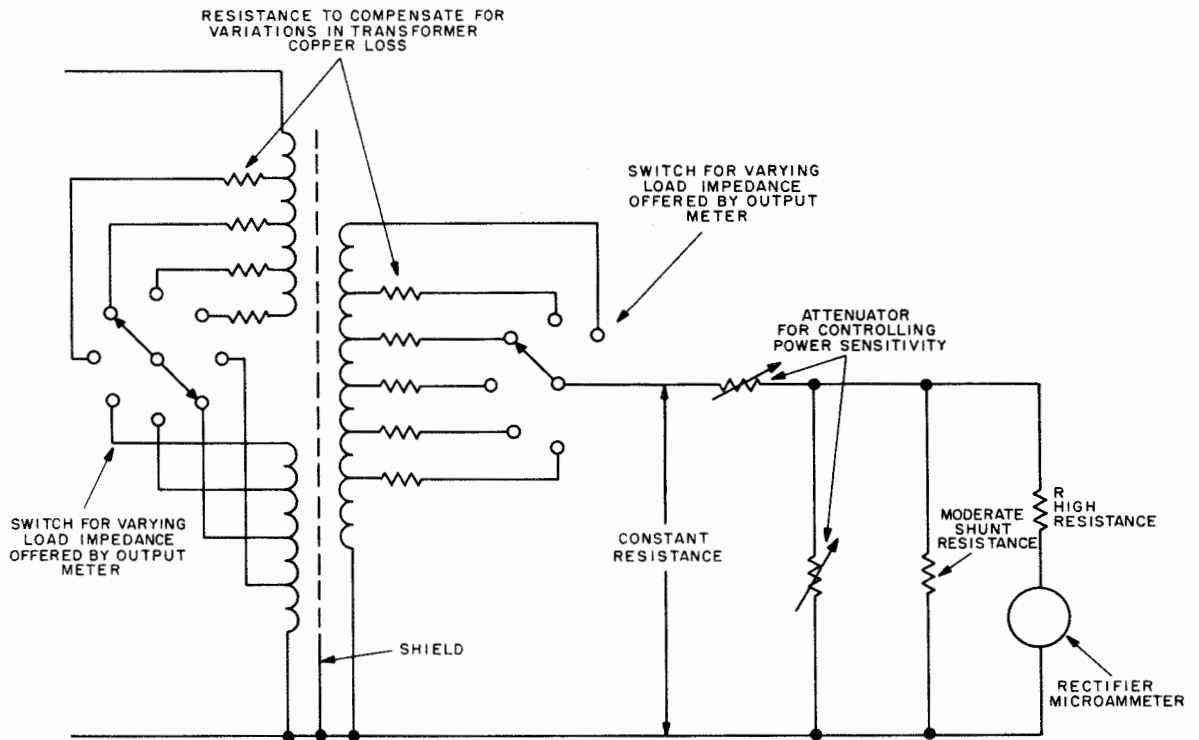 RESISTANCE TO COMPENSATE FOR
VARIATIONS IN TRANSFORMER
COPPER LOSS
SWITCH FOR VARYING
LOAD IMPEDANCE
OFFERED BY OUTPUT
METER
ATTENUATOR
FOR CONTROLLING
POWER SENSITIVITY
SWITCH FOR VARYING
LOAD IMPEDANCE
OFFERED BY OUTPUT
METER
CONSTANT
RESISTANCE
MODERATE
SHUNT
RESISTANCE
R
HIGH
RESISTANCE
SHIELD
RECTIFIER
MICROAMMETER